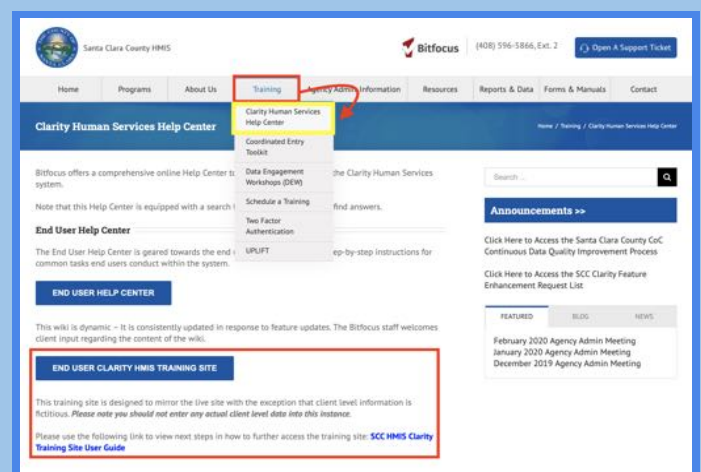 Santa Clara County HMIS
Bitfocus
(408) 596-5866, Ext. 2
Open A Support Ticket
Home
Programs
About Us
Training
Agency Admin Information
Resources
Reports & Data
Forms & Manuals
Contact
Clarity Human Services Help Center
Home / Training / Clarity Human Services Help Center
Clarity Human Services
Help Center
Coordinated Entry
Toolkit
Data Engagement
Workshops (DEW)
Schedule a Training
Two Factor
Authentication
UPLIFT
Bitfocus offers a comprehensive online Help Center to the Clarity Human Services
system.
Note that this Help Center is equipped with a search find answers.
End User Help Center
The End User Help Center is geared towards the end ep-by-step instructions for
common tasks end users conduct within the system.
END USER HELP CENTER
This wiki is dynamic – It is consistently updated in response to feature updates. The Bitfocus staff welcomes
client input regarding the content of the wiki.
END USER CLARITY HMIS TRAINING SITE
This training site is designed to mirror the live site with the exception that client level information is
fictitious. Please note you should not enter any actual client level data into this instance.
Please use the following link to view next steps in how to further access the training site: SCC HMIS Clarity
Training Site User Guide
Search ...
Announcements >>
Click Here to Access the Santa Clara County CoC
Continuous Data Quality Improvement Process
Click Here to Access the SCC Clarity Feature
Enhancement Request List
FEATURED
BLOG
NEWS
February 2020 Agency Admin Meeting
January 2020 Agency Admin Meeting
December 2019 Agency Admin Meeting